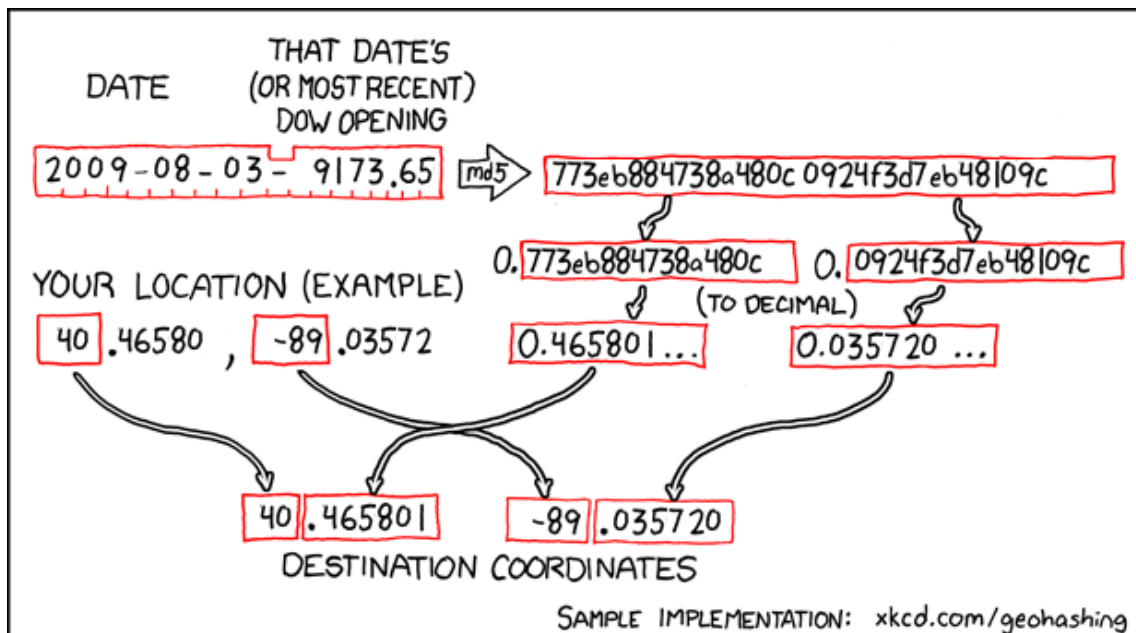 DATE
THAT DATE'S
(OR MOST RECENT)
DOW OPENING
2009-08-03- 9173.65
md5
773eb884738a480c 0924f3d7eb48109c
0. 773eb884738a480c
0. 0924f3d7eb48109c
YOUR LOCATION (EXAMPLE)
(TO DECIMAL)
40 .46580 , -89 .03572
0.465801...
0.035720 ...
40 .465801
-89 .035720
DESTINATION COORDINATES
SAMPLE IMPLEMENTATION: xkcd.com/geohashing